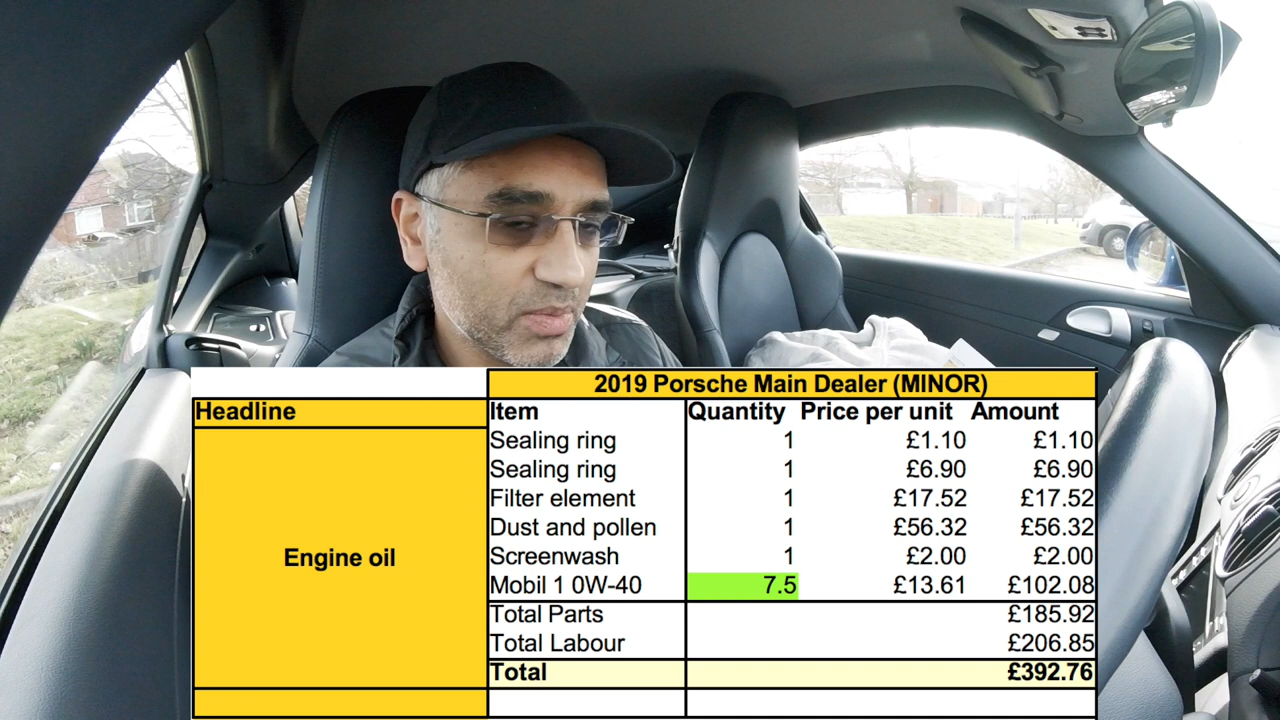 2019 Porsche Main Dealer (MINOR)
Headline Item Quantity Price per unit Amount
Sealing ring 1 £1.10 £1.10
Sealing ring 1 £6.90 £6.90
Filter element 1 £17.52 £17.52
Dust and pollen 1 £56.32 £56.32
Engine oil
Screenwash 1 £2.00 £2.00
Mobil 1 0W-40 7.5 £13.61 £102.08
Total Parts £185.92
Total Labour £206.85
Total £392.76